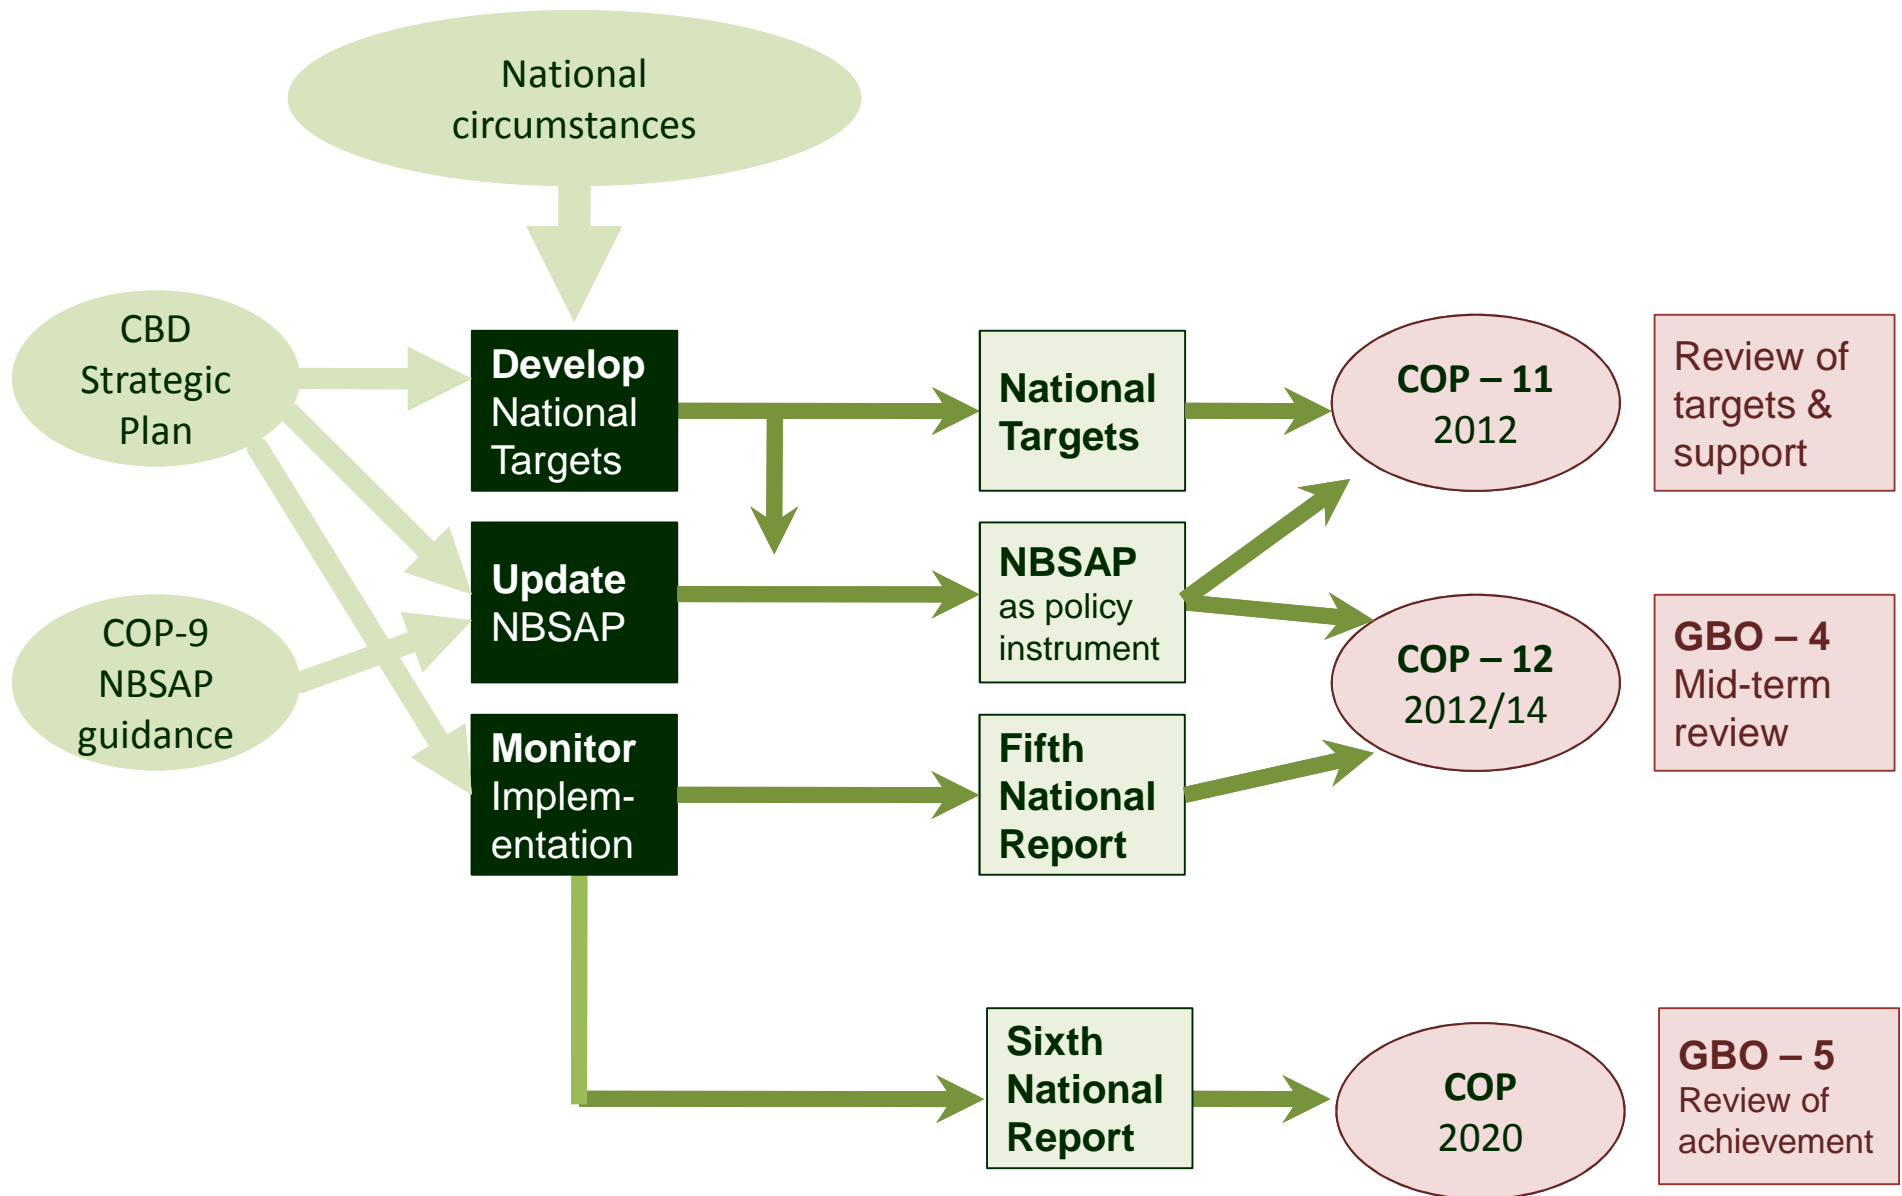 National
circumstances
CBD
Strategic
Plan
COP-9
NBSAP
guidance
Develop
National
Targets
Update
NBSAP
Monitor
Implem-
entation
National
Targets
NBSAP
as policy
instrument
Fifth
National
Report
Sixth
National
Report
COP – 11
2012
COP – 12
2012/14
COP
2020
Review of
targets &
support
GBO – 4
Mid-term
review
GBO – 5
Review of
achievement